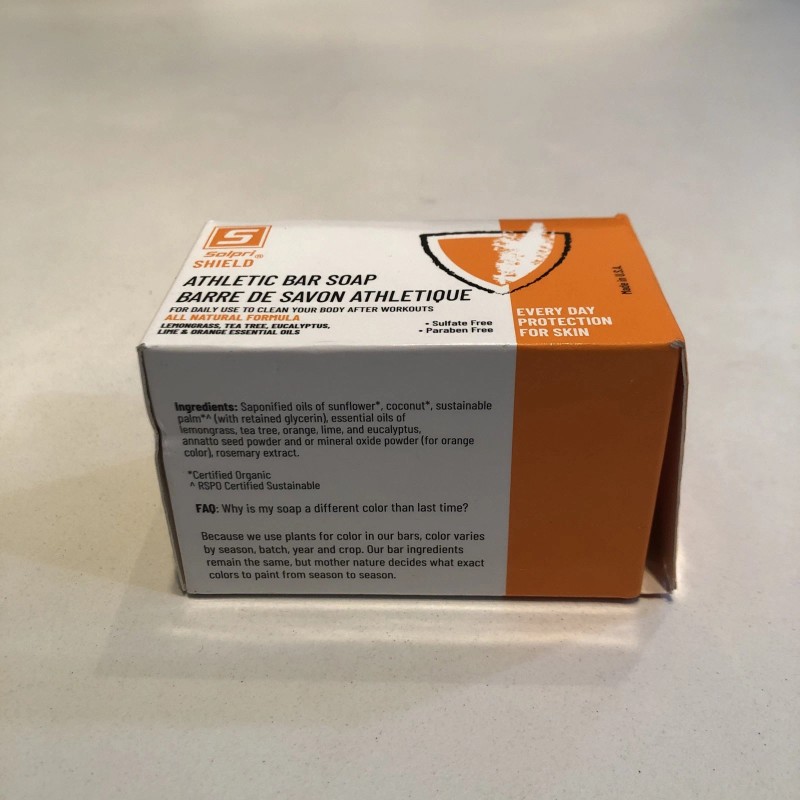 S
Solpri®
SHIELD
ATHLETIC BAR SOAP
BARRE DE SAVON ATHLETIQUE
FOR DAILY USE TO CLEAN YOUR BODY AFTER WORKOUTS
ALL NATURAL FORMULA
LEMONGRASS, TEA TREE, EUCALYPTUS,
LIME & ORANGE ESSENTIAL OILS
• Sulfate Free
• Paraben Free
Made in U.S.A.
EVERY DAY
PROTECTION
FOR SKIN
Ingredients: Saponified oils of sunflower*, coconut*, sustainable
palm*^ (with retained glycerin), essential oils of
lemongrass, tea tree, orange, lime, and eucalyptus,
annatto seed powder and or mineral oxide powder (for orange
color), rosemary extract.
*Certified Organic
^ RSPO Certified Sustainable
FAQ: Why is my soap a different color than last time?
Because we use plants for color in our bars, color varies
by season, batch, year and crop. Our bar ingredients
remain the same, but mother nature decides what exact
colors to paint from season to season.